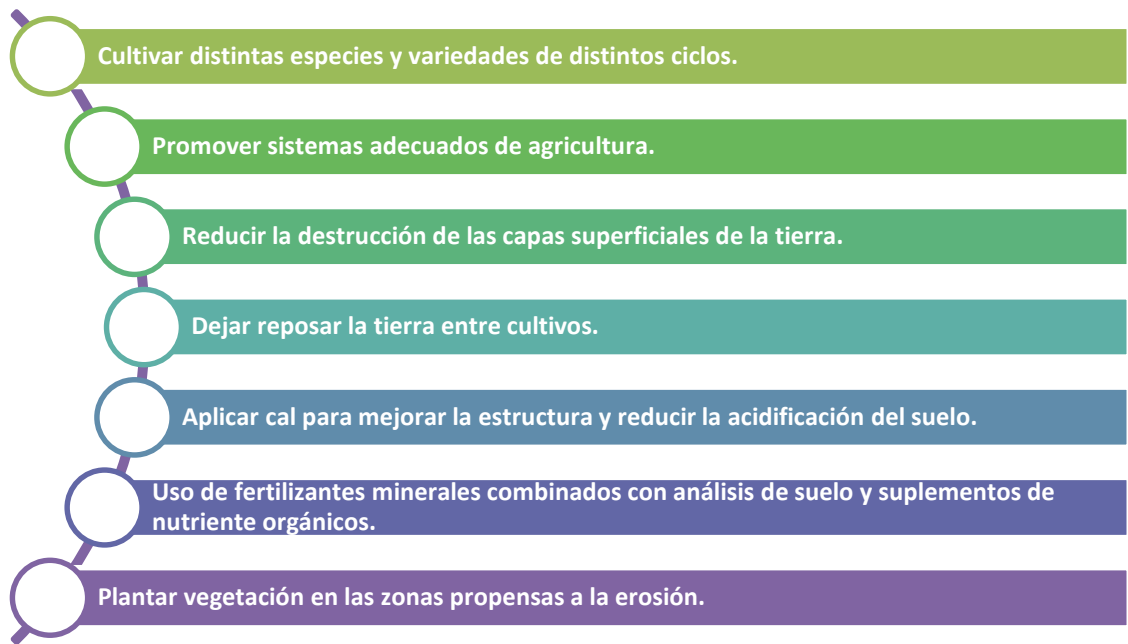 Cultivar distintas especies y variedades de distintos ciclos.
Promover sistemas adecuados de agricultura.
Reducir la destrucción de las capas superficiales de la tierra.
Dejar reposar la tierra entre cultivos.
Aplicar cal para mejorar la estructura y reducir la acidificación del suelo.
Uso de fertilizantes minerales combinados con análisis de suelo y suplementos de
nutriente orgánicos.
Plantar vegetación en las zonas propensas a la erosión.